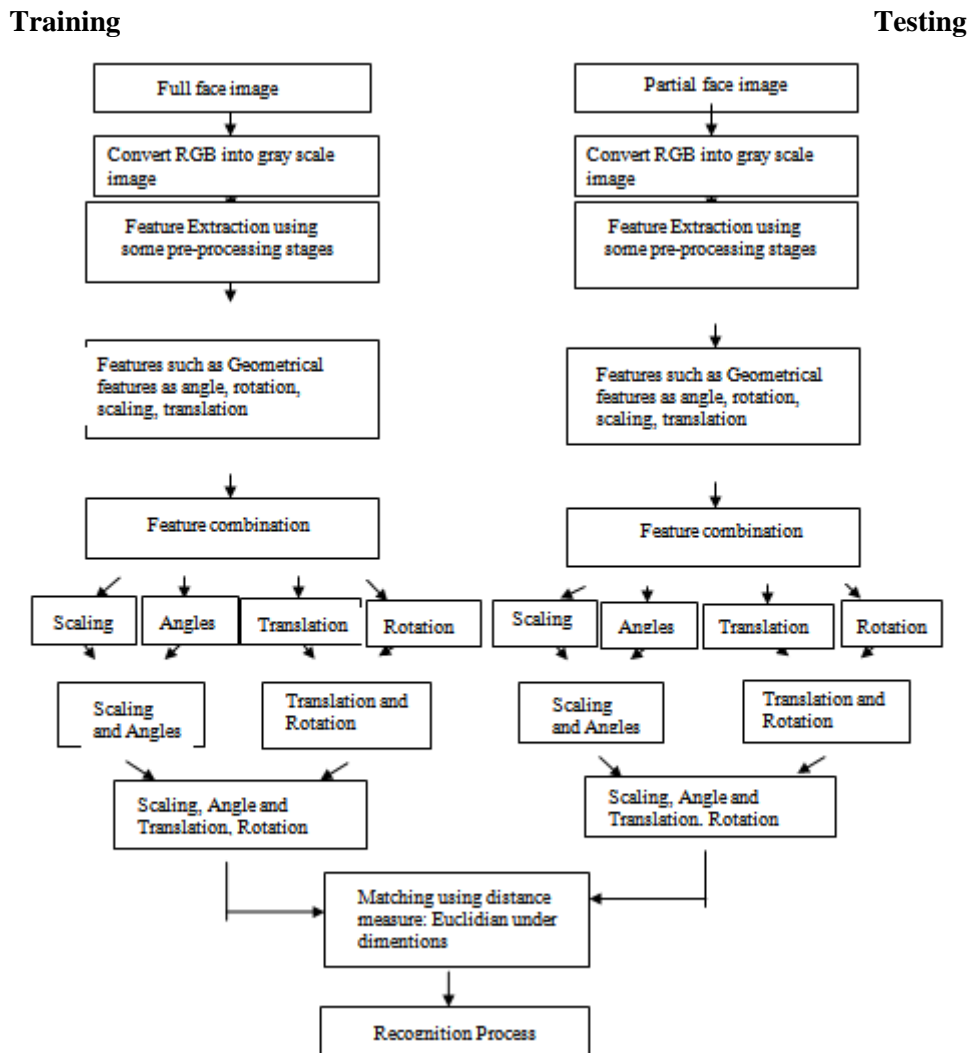 Training
Testing
Full face image
Convert RGB into gray scale
image
Feature Extraction using
some pre-processing stages
Features such as Geometrical
features as angle, rotation,
scaling, translation
Feature combination
Scaling
Angles
Translation
Rotation
Scaling
and Angles
Translation and
Rotation
Scaling, Angle and
Translation, Rotation
Partial face image
Convert RGB into gray scale
image
Feature Extraction using
some pre-processing stages
Features such as Geometrical
features as angle, rotation,
scaling, translation
Feature combination
Scaling
Angles
Translation
Rotation
Scaling
and Angles
Translation and
Rotation
Scaling, Angle and
Translation. Rotation
Matching using distance
measure: Euclidian under
dimentions
Recognition Process